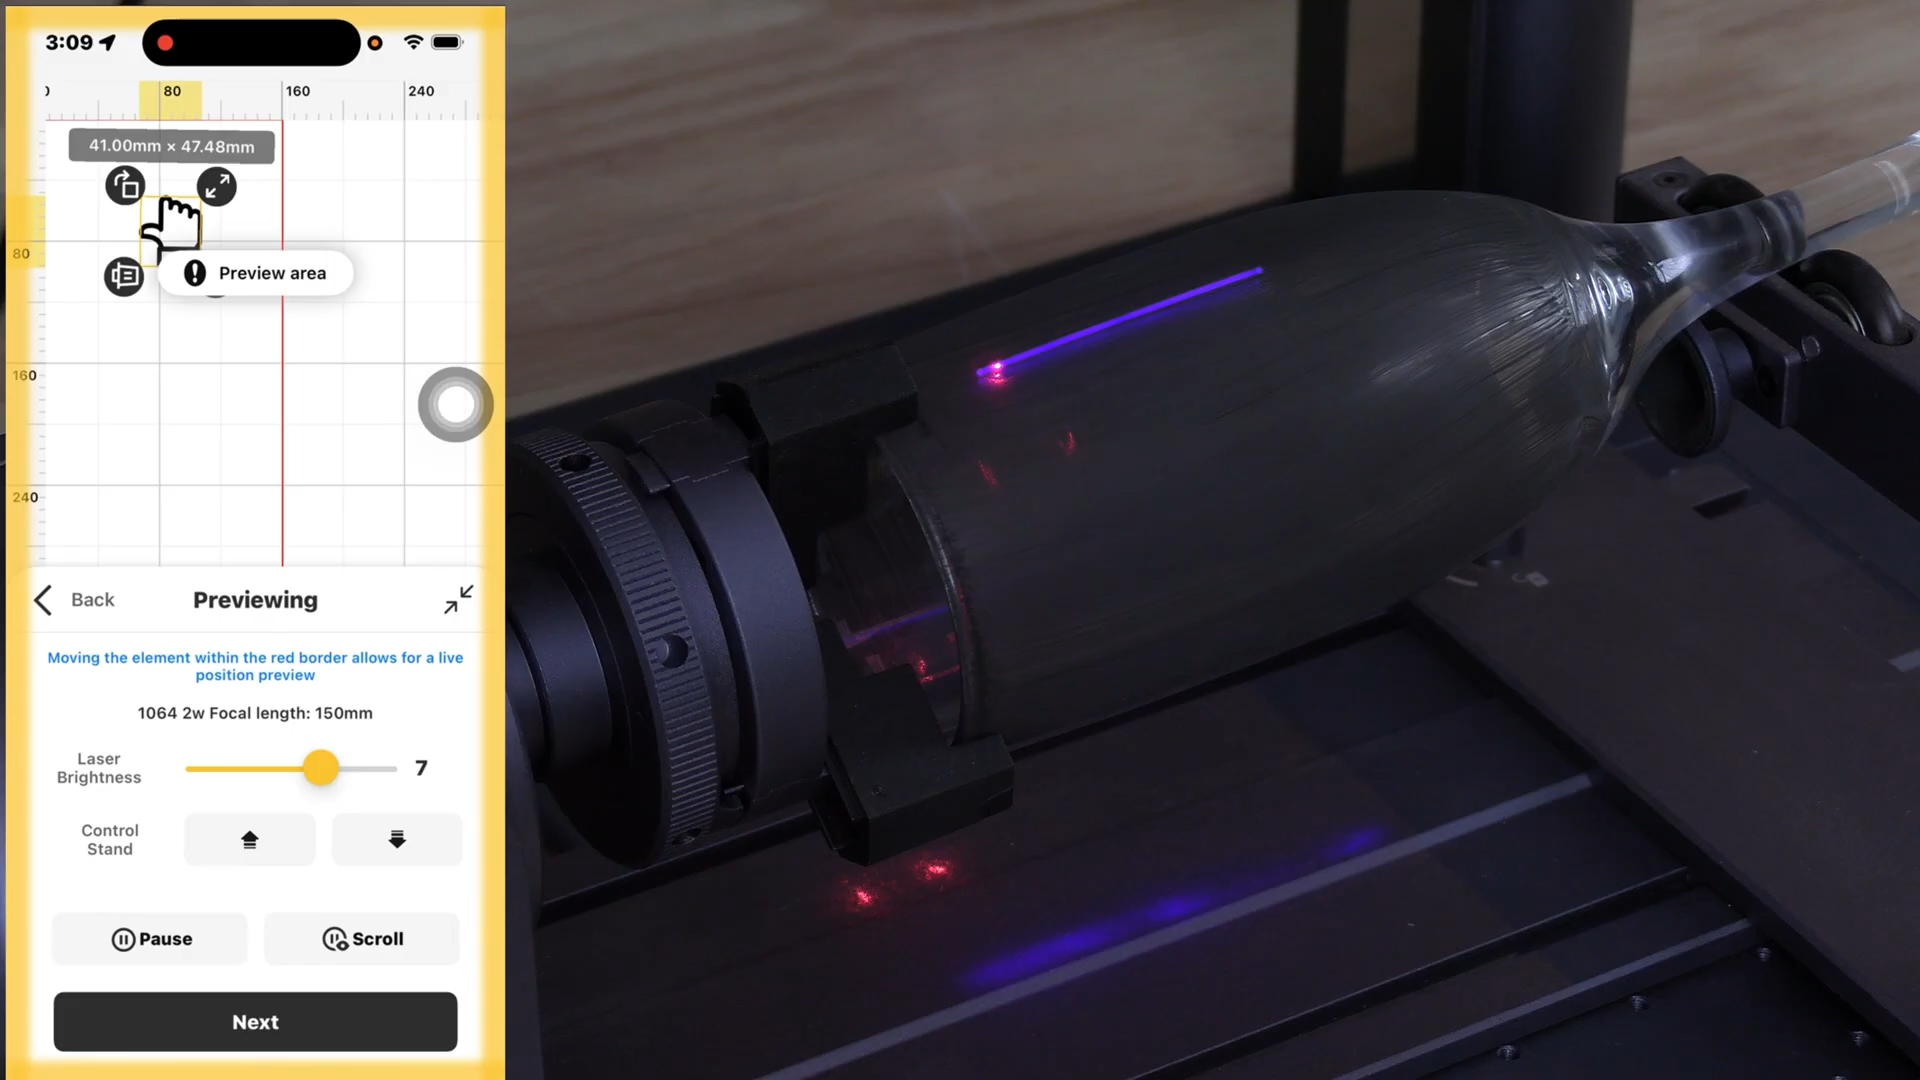 3:09
0
80
160
240
41.00mm × 47.48mm
80
Preview area
160
240
Back
Previewing
Moving the element within the red border allows for a live
position preview
1064 2w Focal length: 150mm
Laser
Brightness
7
Control
Stand
Pause
Scroll
Next